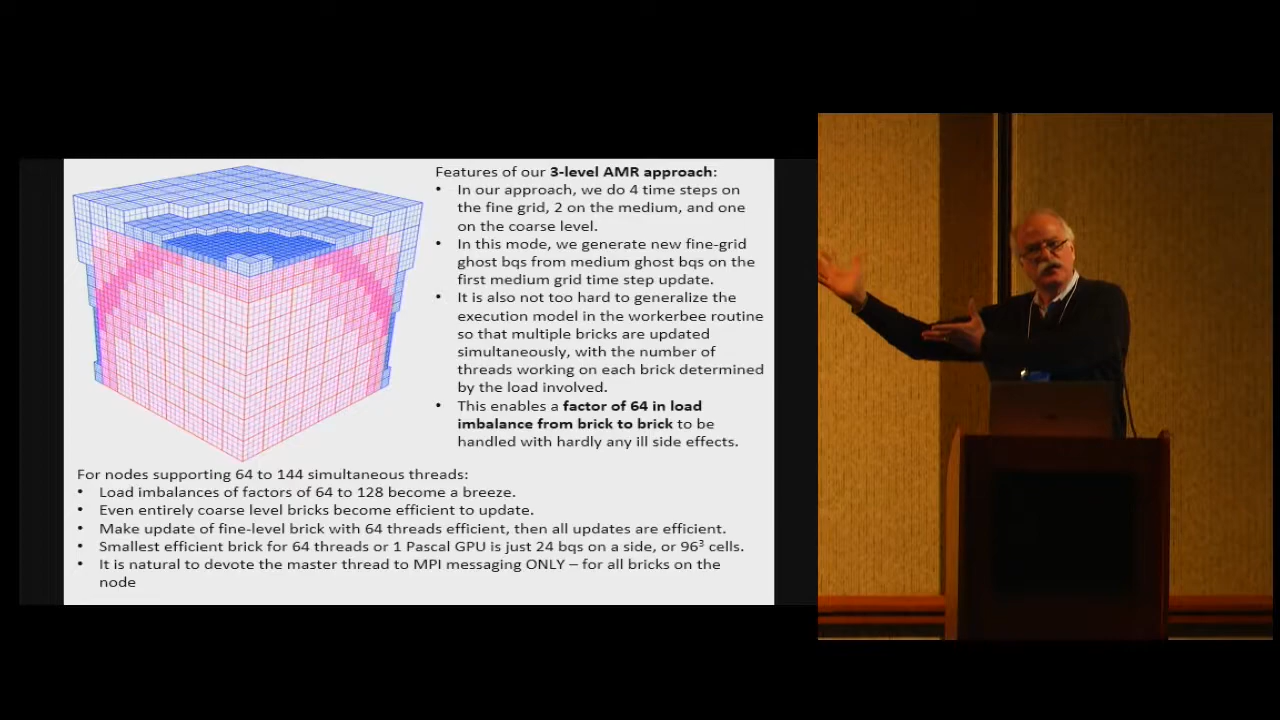 Features of our 3-level AMR approach:
• In our approach, we do 4 time steps on
the fine grid, 2 on the medium, and one
on the coarse level.
• In this mode, we generate new fine-grid
ghost bqs from medium ghost bqs on the
first medium grid time step update.
• It is also not too hard to generalize the
execution model in the workerbee routine
so that multiple bricks are updated
simultaneously, with the number of
threads working on each brick determined
by the load involved.
• This enables a factor of 64 in load
imbalance from brick to brick to be
handled with hardly any ill side effects.
For nodes supporting 64 to 144 simultaneous threads:
• Load imbalances of factors of 64 to 128 become a breeze.
• Even entirely coarse level bricks become efficient to update.
• Make update of fine-level brick with 64 threads efficient, then all updates are efficient.
• Smallest efficient brick for 64 threads or 1 Pascal GPU is just 24 bqs on a side, or 96³ cells.
• It is natural to devote the master thread to MPI messaging ONLY – for all bricks on the
node